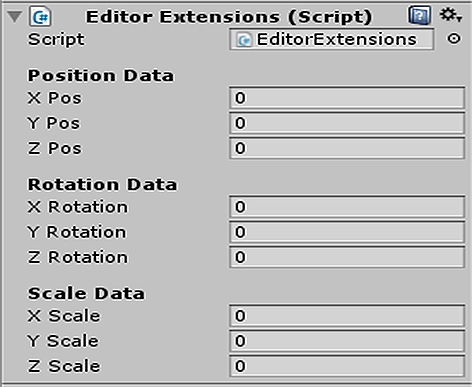 Editor Extensions (Script)
Script EditorExtensions
Position Data
X Pos 0
Y Pos 0
Z Pos 0
Rotation Data
X Rotation 0
Y Rotation 0
Z Rotation 0
Scale Data
X Scale 0
Y Scale 0
Z Scale 0